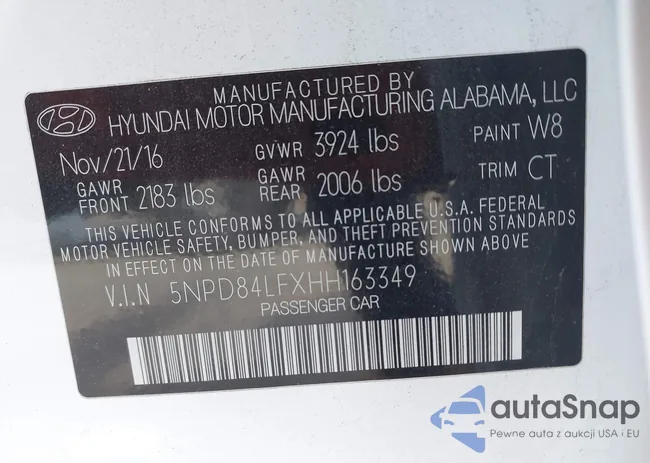 MANUFACTURED BY
HYUNDAI MOTOR MANUFACTURING ALABAMA, LLC
Nov/21/16 GVWR 3924 lbs PAINT W8
GAWR FRONT 2183 lbs GAWR REAR 2006 lbs TRIM CT
THIS VEHICLE CONFORMS TO ALL APPLICABLE U.S.A. FEDERAL
MOTOR VEHICLE SAFETY, BUMPER, AND THEFT PREVENTION STANDARDS
IN EFFECT ON THE DATE OF MANUFACTURE SHOWN ABOVE
V.I.N 5NPD84LFXHH163349
PASSENGER CAR
autaSnap
Pewne auta z aukcji USA i EU